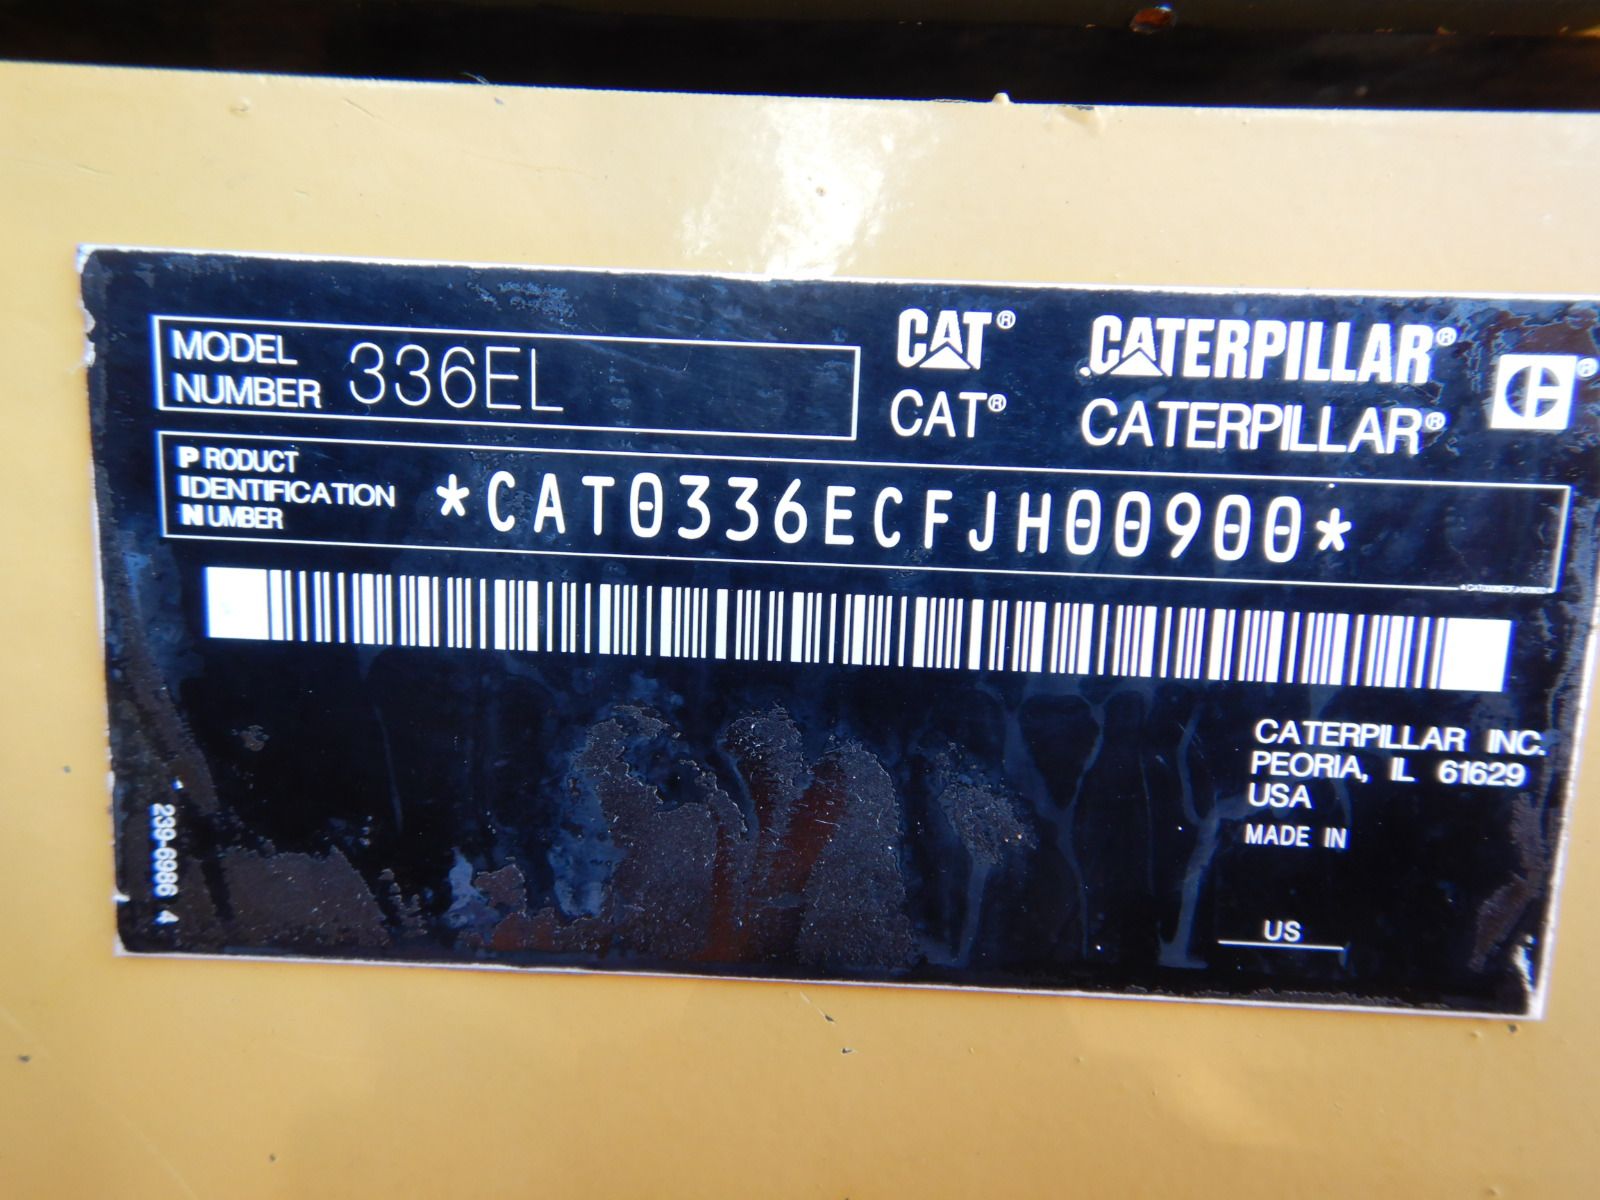 MODEL
NUMBER 336EL
CAT® CATERPILLAR®
CAT® CATERPILLAR®
PRODUCT
IDENTIFICATION
NUMBER
*CAT0336ECFJH00900*
CATERPILLAR INC.
PEORIA, IL 61629
USA
MADE IN
US
239-6986 4